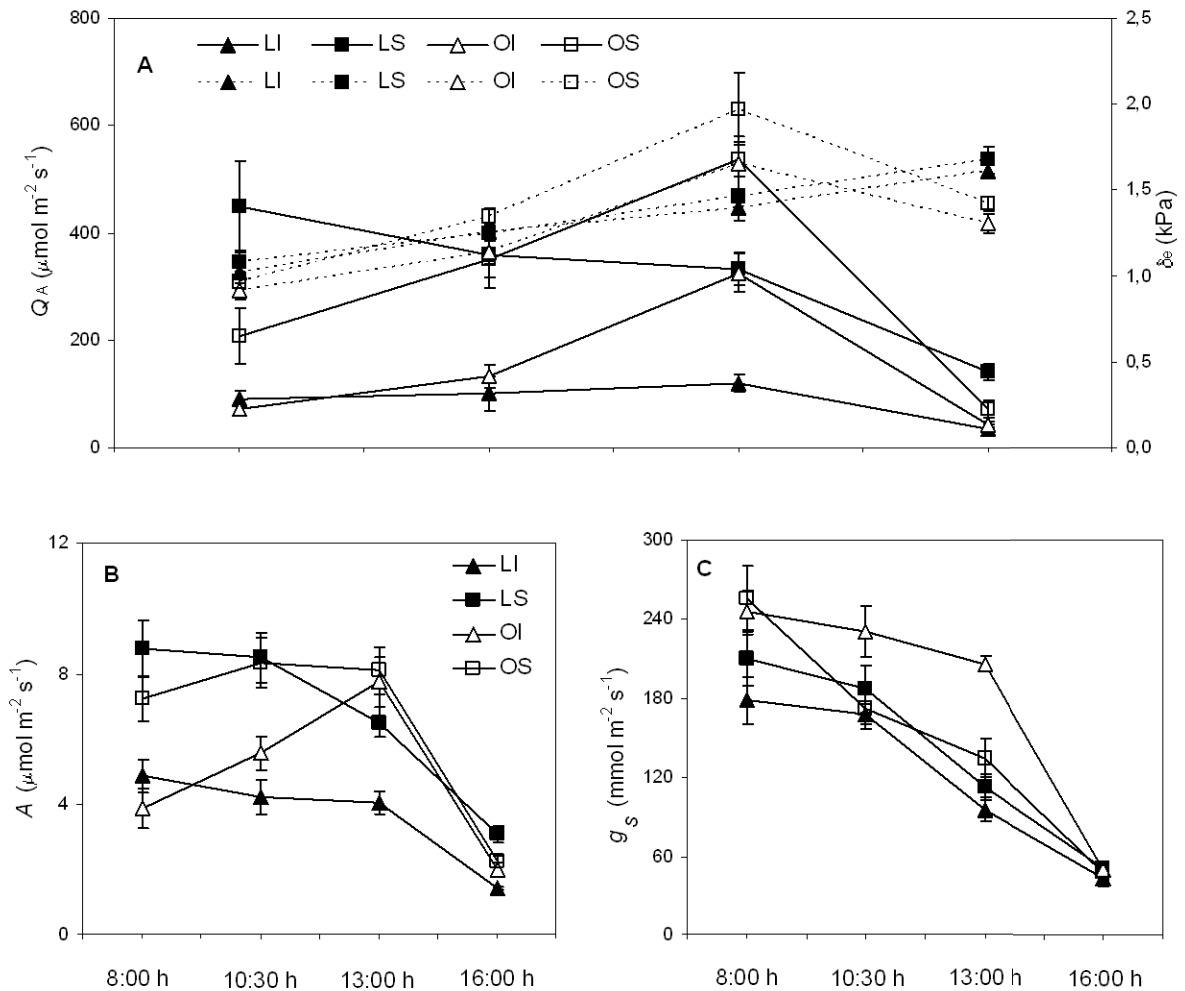 A
LI LS OI OS
LI LS OI OS
800
600
400
200
0
Q A (μmol m-2 s-1)
2,5
2,0
1,5
1,0
0,5
0,0
δe (kPa)
B
LI
LS
OI
OS
12
8
4
0
A (μmol m-2 s-1)
8:00 h 10:30 h 13:00 h 16:00 h
C
300
240
180
120
60
0
g s (mmol m-2 s-1)
8:00 h 10:30 h 13:00 h 16:00 h